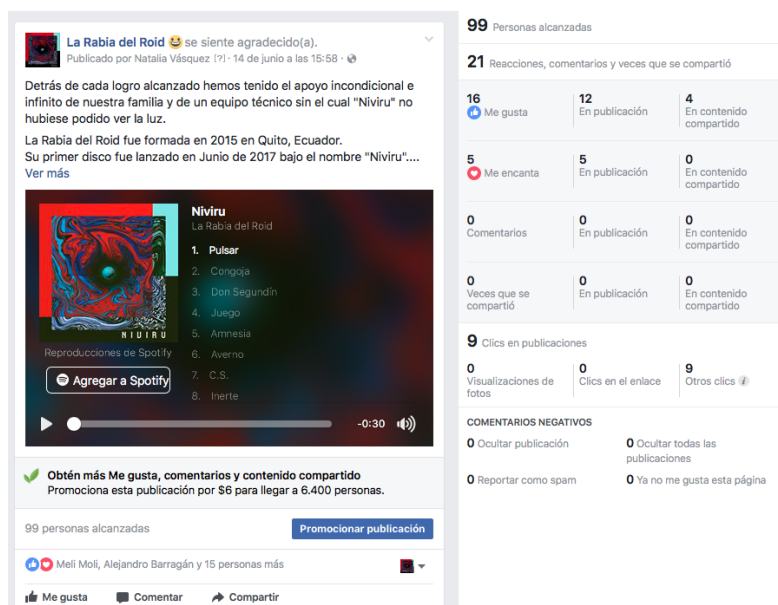 La Rabia del Roid 😆 se siente agradecido(a).
Publicado por Natalia Vásquez [?] · 14 de junio a las 15:58 ·
Detrás de cada logro alcanzado hemos tenido el apoyo incondicional e
infinito de nuestra familia y de un equipo técnico sin el cual "Niviru" no
hubiese podido ver la luz.
La Rabia del Roid fue formada en 2015 en Quito, Ecuador.
Su primer disco fue lanzado en Junio de 2017 bajo el nombre "Niviru"....
Ver más
NIVIRU
Reproducciones de Spotify
Agregar a Spotify
Niviru
La Rabia del Roid
1. Pulsar
2. Congoja
3. Don Segundín
4. Juego
5. Amnesia
6. Averno
7. C.S.
8. Inerte
-0:30
Obtén más Me gusta, comentarios y contenido compartido
Promociona esta publicación por $6 para llegar a 6.400 personas.
99 personas alcanzadas
Promocionar publicación
Meli Moli, Alejandro Barragán y 15 personas más
Me gusta Comentar Compartir
99 Personas alcanzadas
21 Reacciones, comentarios y veces que se compartió
16 12 4
Me gusta En publicación En contenido
compartido
5 5 0
Me encanta En publicación En contenido
compartido
0 0 0
Comentarios En publicación En contenido
compartido
0 0 0
Veces que se En publicación En contenido
compartió compartido
9 Clics en publicaciones
0 0 9
Visualizaciones de Clics en el enlace Otros clics i
fotos
COMENTARIOS NEGATIVOS
0 Ocultar publicación 0 Ocultar todas las
publicaciones
0 Reportar como spam 0 Ya no me gusta esta página